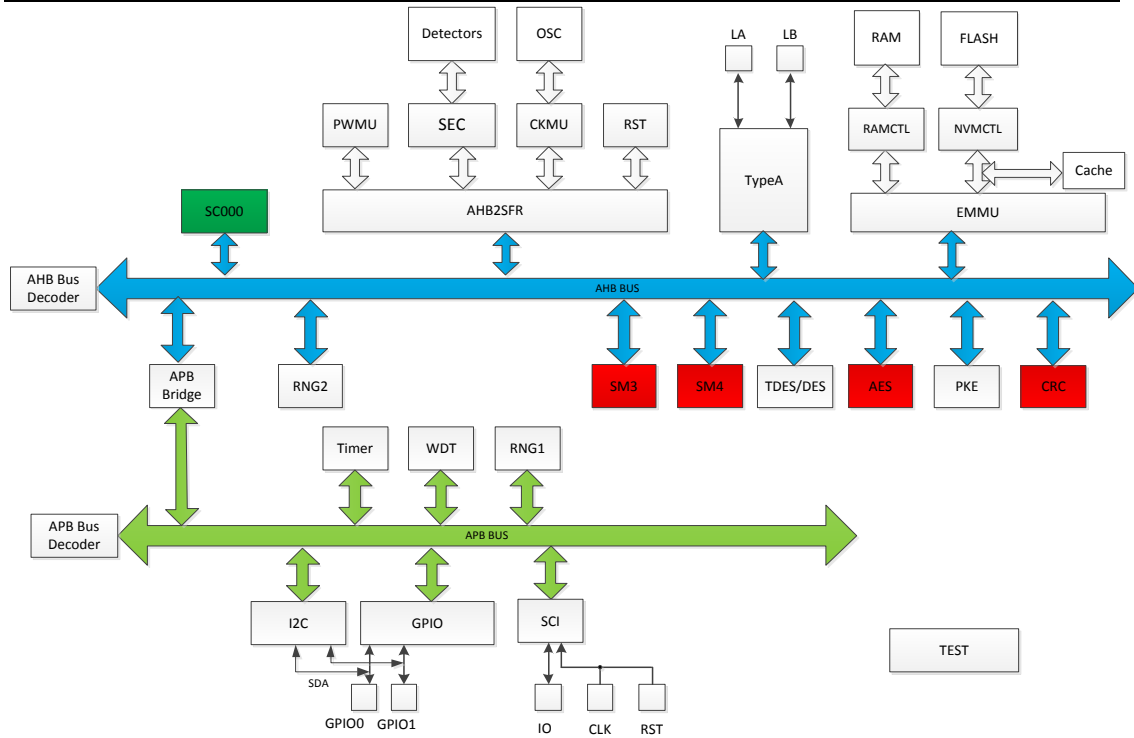 Detectors
OSC
LA
LB
RAM
FLASH
PWMU
SEC
CKMU
RST
TypeA
RAMCTL
NVMCTL
Cache
SC000
AHB2SFR
EMMU
AHB Bus
Decoder
AHB BUS
APB
Bridge
RNG2
SM3
SM4
TDES/DES
AES
PKE
CRC
Timer
WDT
RNG1
APB Bus
Decoder
APB BUS
I2C
GPIO
SCI
TEST
SDA
GPIO0
GPIO1
IO
CLK
RST